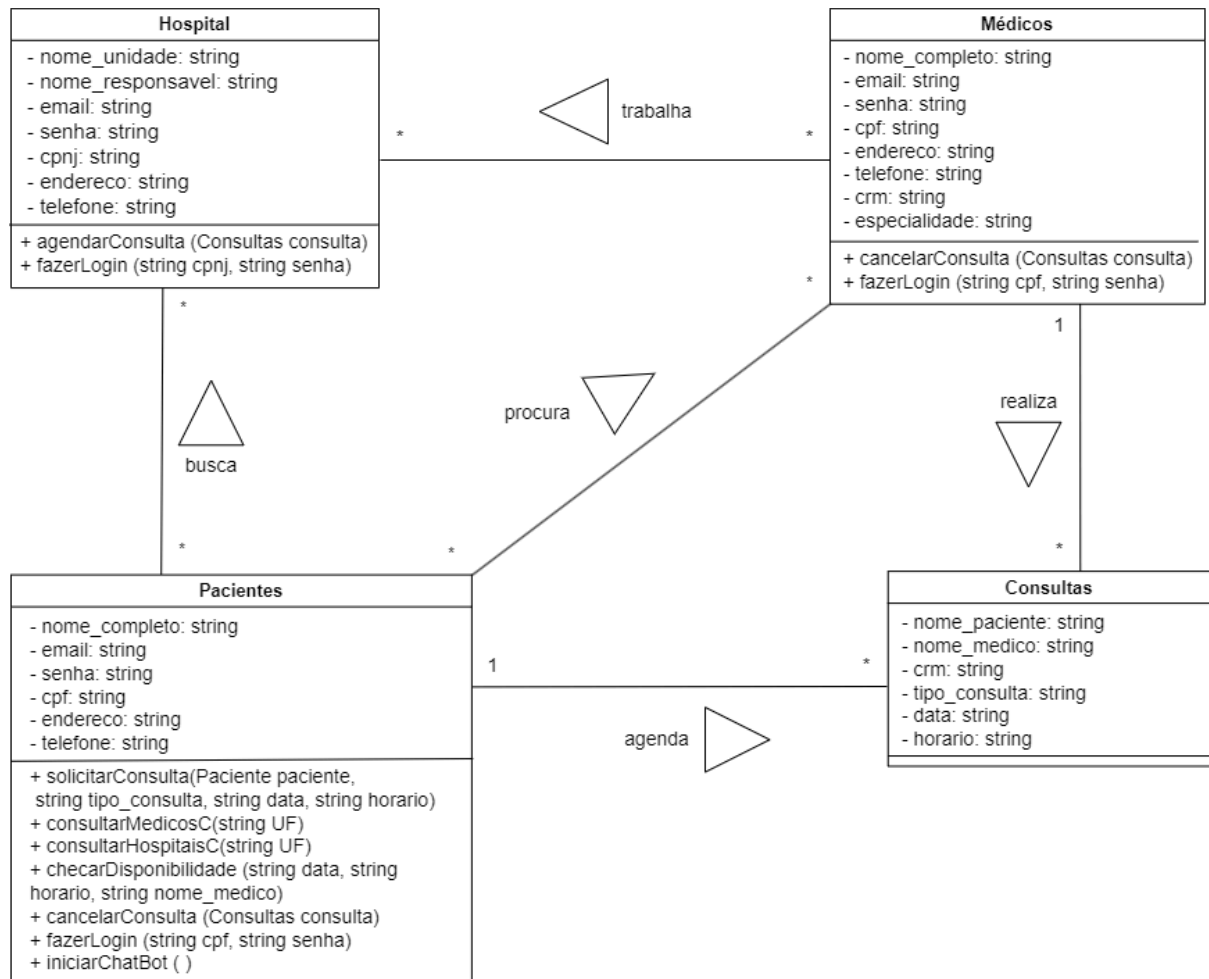 Hospital
- nome_unidade: string
- nome_responsavel: string
- email: string
- senha: string
- cpnj: string
- endereco: string
- telefone: string
+ agendarConsulta (Consultas consulta)
+ fazerLogin (string cpnj, string senha)
Médicos
- nome_completo: string
- email: string
- senha: string
- cpf: string
- endereco: string
- telefone: string
- crm: string
- especialidade: string
+ cancelarConsulta (Consultas consulta)
+ fazerLogin (string cpf, string senha)
trabalha
*
*
*
*
1
procura
realiza
busca
*
*
*
Pacientes
- nome_completo: string
- email: string
- senha: string
- cpf: string
- endereco: string
- telefone: string
+ solicitarConsulta(Paciente paciente,
string tipo_consulta, string data, string horario)
+ consultarMedicosC(string UF)
+ consultarHospitaisC(string UF)
+ checarDisponibilidade (string data, string
horario, string nome_medico)
+ cancelarConsulta (Consultas consulta)
+ fazerLogin (string cpf, string senha)
+ iniciarChatBot ( )
1
*
agenda
Consultas
- nome_paciente: string
- nome_medico: string
- crm: string
- tipo_consulta: string
- data: string
- horario: string